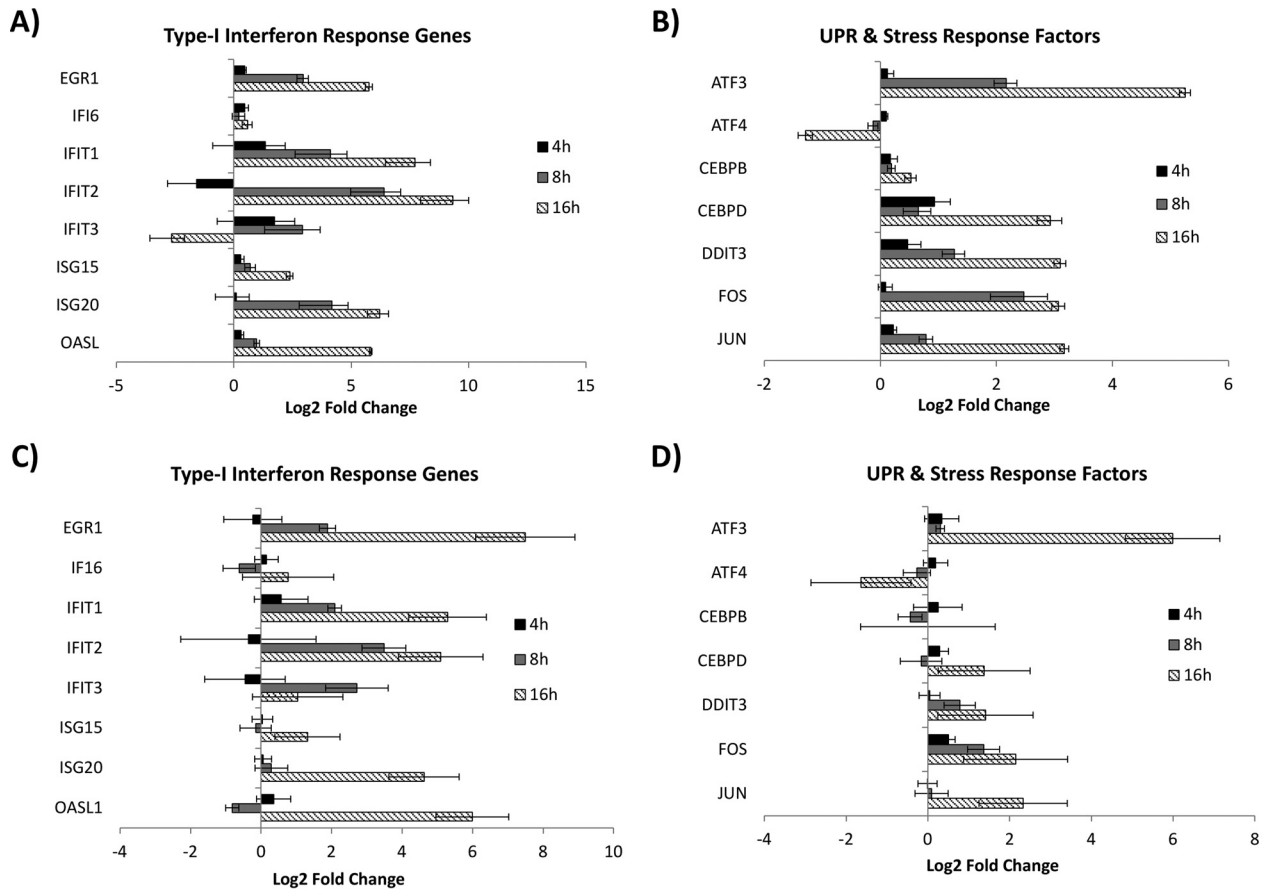 A)
Type-I Interferon Response Genes
EGR1
IFI6
IFIT1
IFIT2
IFIT3
ISG15
ISG20
OASL
4h
8h
16h
-5 0 5 10 15
Log2 Fold Change
B)
UPR & Stress Response Factors
ATF3
ATF4
CEBPB
CEBPD
DDIT3
FOS
JUN
4h
8h
16h
-2 0 2 4 6
Log2 Fold Change
C)
Type-I Interferon Response Genes
EGR1
IF16
IFIT1
IFIT2
IFIT3
ISG15
ISG20
OASL1
4h
8h
16h
-4 -2 0 2 4 6 8 10
Log2 Fold Change
D)
UPR & Stress Response Factors
ATF3
ATF4
CEBPB
CEBPD
DDIT3
FOS
JUN
4h
8h
16h
-4 -2 0 2 4 6 8
Log2 Fold Change